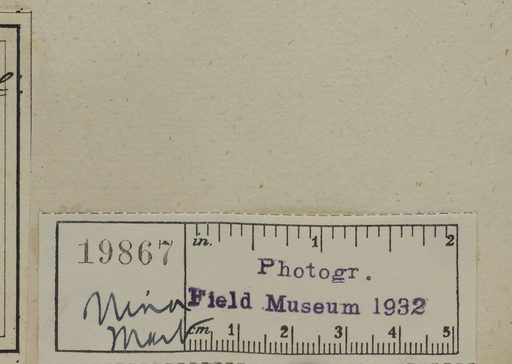 in. 1 2
19867
Photogr.
Field Museum 1932
cm 1 2 3 4 5